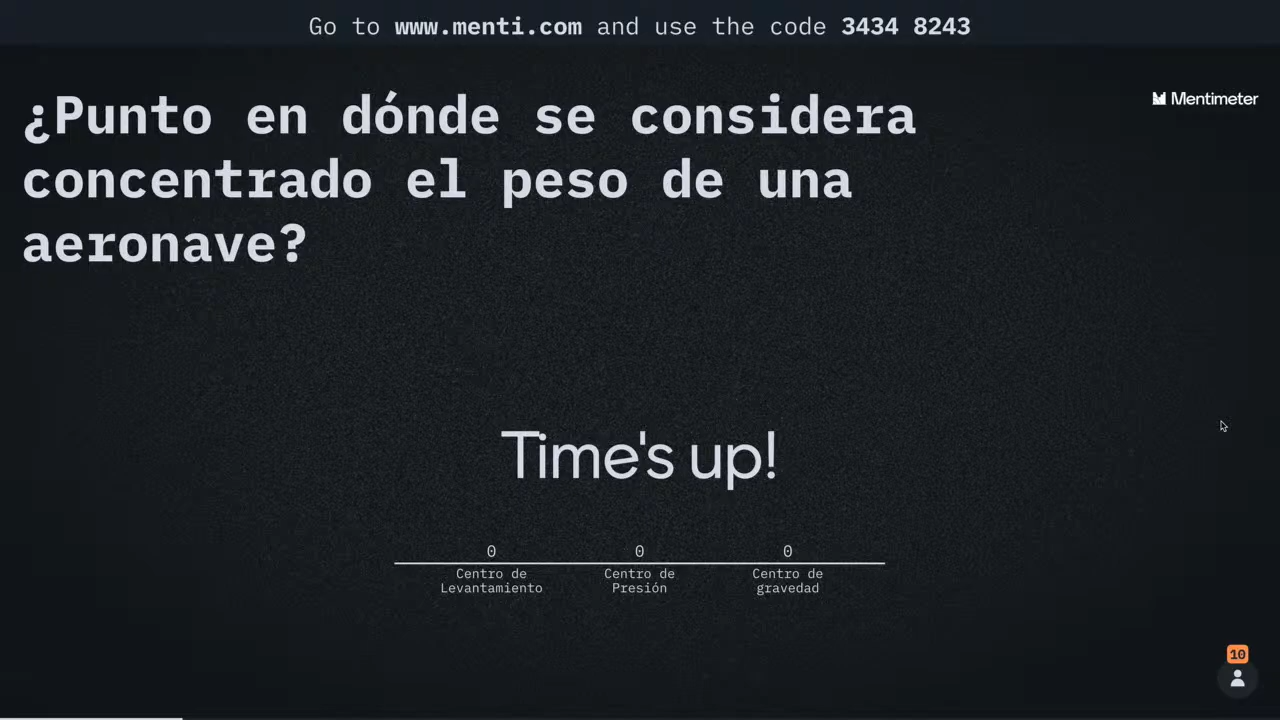 Go to www.menti.com and use the code 3434 8243
Mentimeter
¿Punto en dónde se considera
concentrado el peso de una
aeronave?
Time's up!
0 0 0
Centro de Levantamiento
Centro de Presión
Centro de gravedad
10